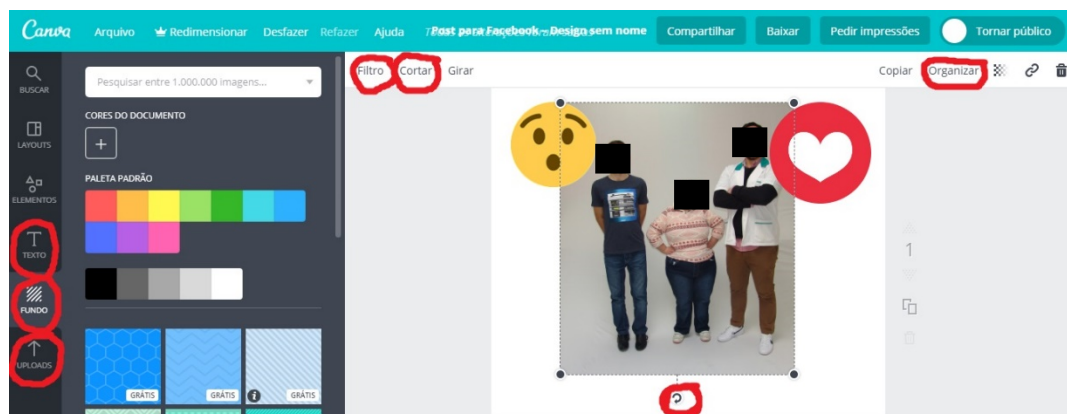 Canva Arquivo Redimensionar Desfazer Refazer Ajuda Post para Facebook - Design sem nome Compartilhar Baixar Pedir impressões Tornar público
BUSCAR
LAYOUTS
ELEMENTOS
TEXTO
FUNDO
UPLOADS
Pesquisar entre 1.000.000 imagens...
CORES DO DOCUMENTO
+
PALETA PADRÃO
GRÁTIS GRÁTIS i GRÁTIS
Filtro Cortar Girar Copiar Organizar
1